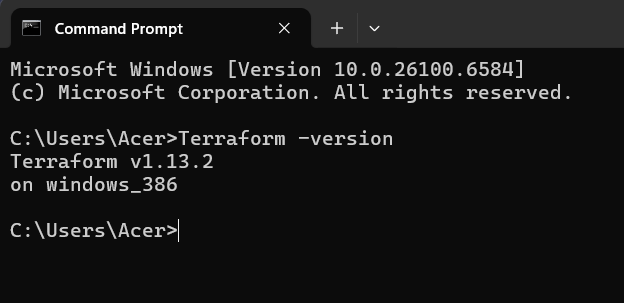 Command Prompt
Microsoft Windows [Version 10.0.26100.6584]
(c) Microsoft Corporation. All rights reserved.
C:\Users\Acer>Terraform -version
Terraform v1.13.2
on windows_386
C:\Users\Acer>